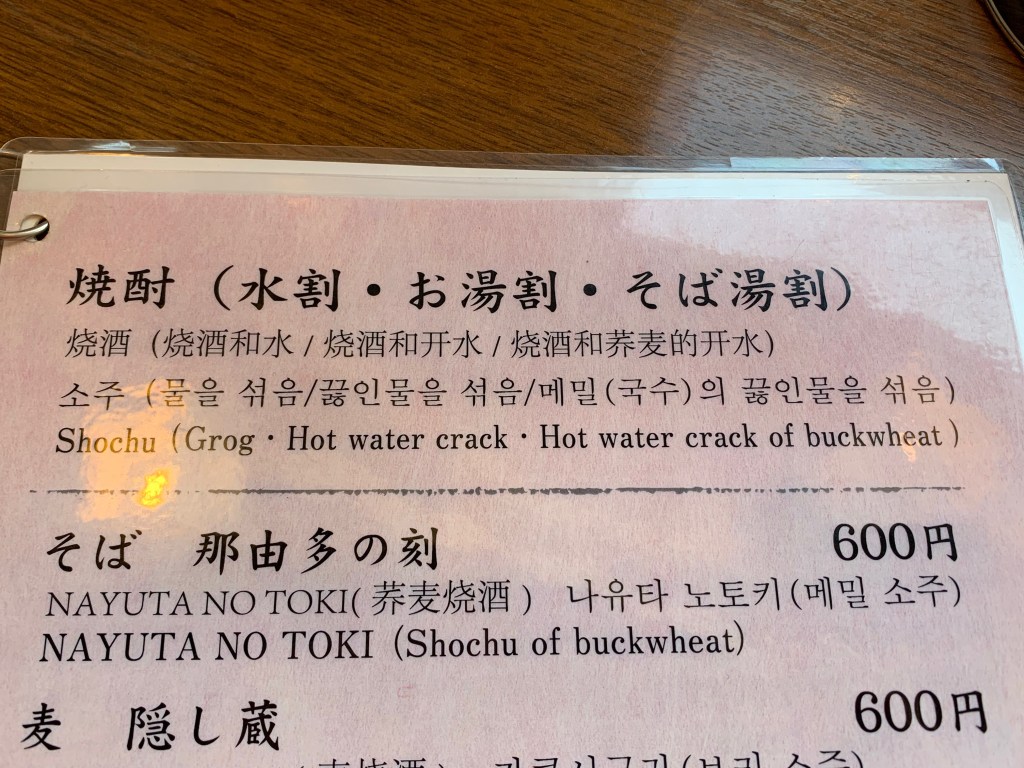 焼酎（水割・お湯割・そば湯割）
烧酒（烧酒和水 / 烧酒和开水 / 烧酒和荞麦的开水）
소주（물을 섞음/끓인물을 섞음/메밀(국수)의 끓인물을 섞음）
Shochu (Grog・Hot water crack・Hot water crack of buckwheat)
そば　那由多の刻　600円
NAYUTA NO TOKI(荞麦烧酒)　나유타 노토키(메밀 소주)
NAYUTA NO TOKI (Shochu of buckwheat)
麦　隠し蔵　600円